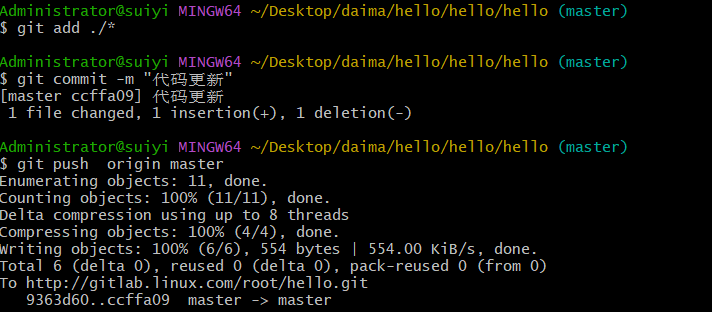 Administrator@suiyi MINGW64 ~/Desktop/daima/hello/hello/hello (master)
$ git add ./*
Administrator@suiyi MINGW64 ~/Desktop/daima/hello/hello/hello (master)
$ git commit -m "代码更新"
[master ccffa09] 代码更新
 1 file changed, 1 insertion(+), 1 deletion(-)
Administrator@suiyi MINGW64 ~/Desktop/daima/hello/hello/hello (master)
$ git push  origin master
Enumerating objects: 11, done.
Counting objects: 100% (11/11), done.
Delta compression using up to 8 threads
Compressing objects: 100% (4/4), done.
Writing objects: 100% (6/6), 554 bytes | 554.00 KiB/s, done.
Total 6 (delta 0), reused 0 (delta 0), pack-reused 0 (from 0)
To http://gitlab.linux.com/root/hello.git
   9363d60..ccffa09  master -> master